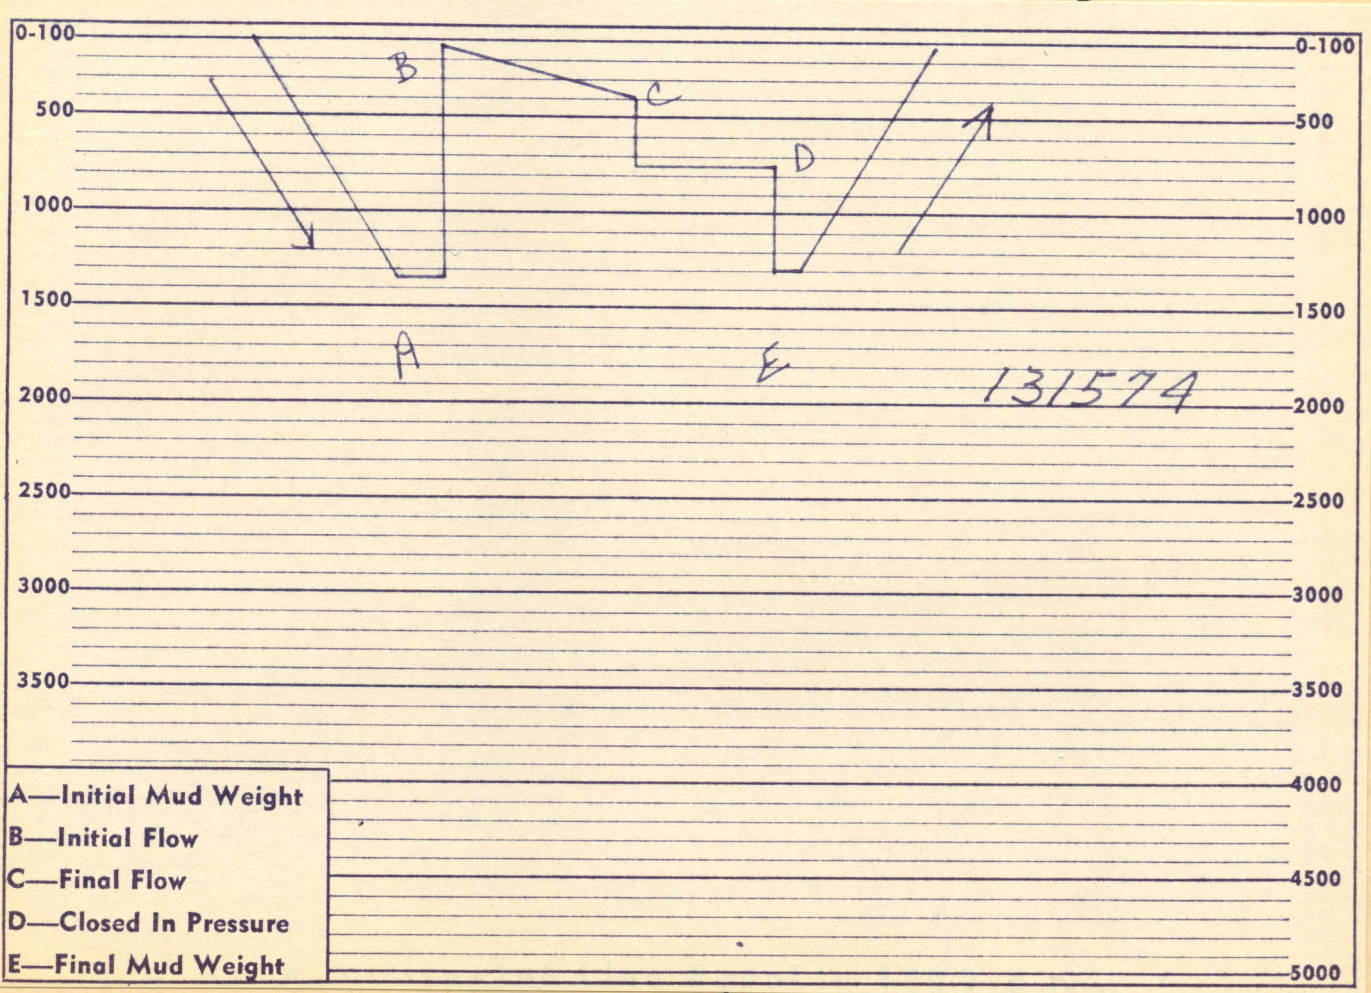 0-100 0-100
B
C
500 500
D
1000 1000
1500 1500
A E
131574
2000 2000
2500 2500
3000 3000
3500 3500
4000
A—Initial Mud Weight
B—Initial Flow
C—Final Flow
4500
D—Closed In Pressure
E—Final Mud Weight
5000